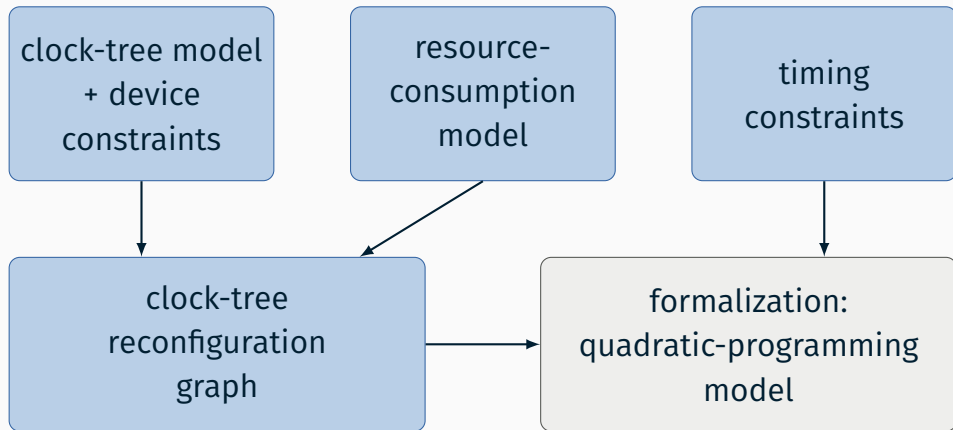 clock-tree model
+ device
constraints
resource-
consumption
model
timing
constraints
clock-tree
reconfiguration
graph
formalization:
quadratic-programming
model